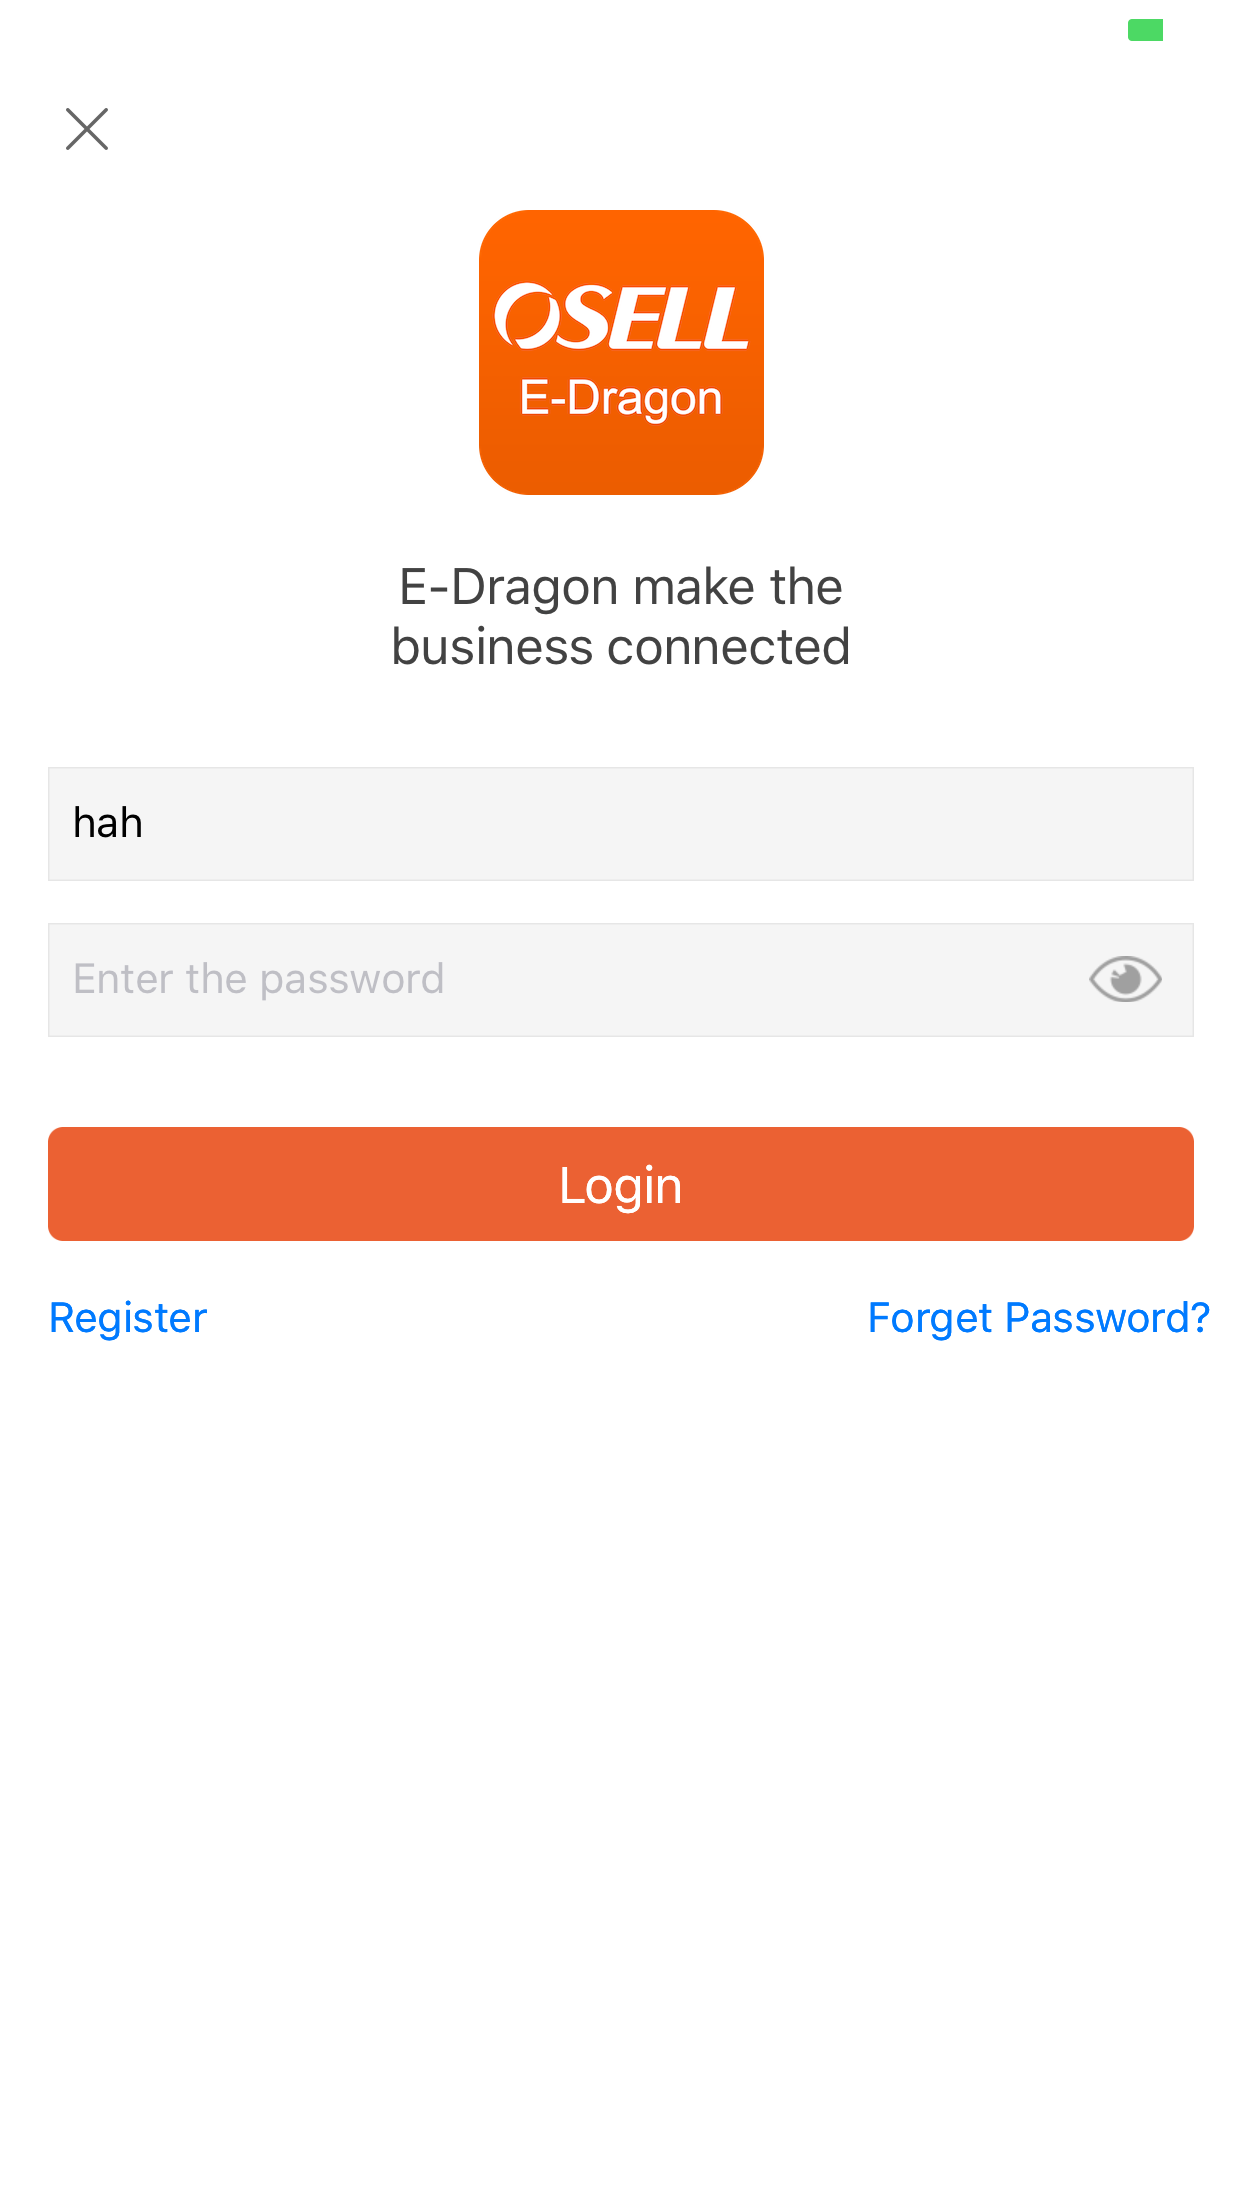 OSELL
E-Dragon
E-Dragon make the
business connected
hah
Enter the password
Login
Register
Forget Password?